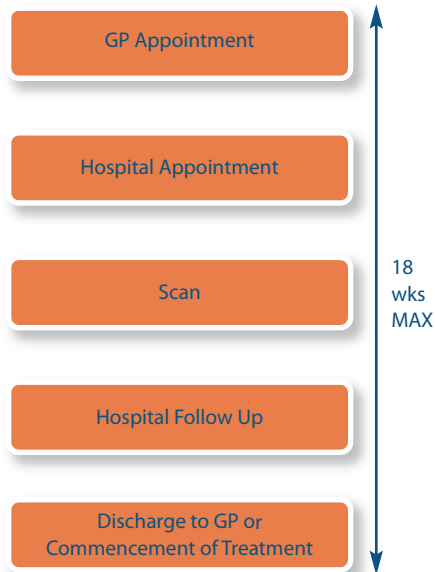 GP Appointment
Hospital Appointment
Scan
18
wks
MAX
Hospital Follow Up
Discharge to GP or
Commencement of Treatment